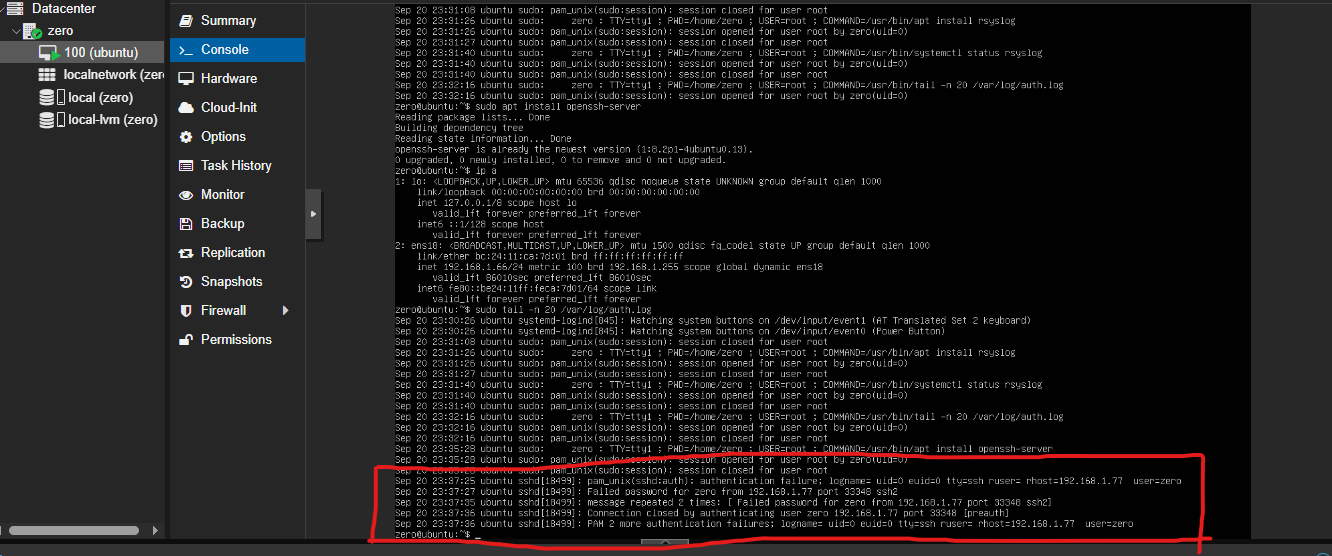 Datacenter
zero
100 (ubuntu)
localnetwork (zero
local (zero)
local-lvm (zero)
Summary
Console
Hardware
Cloud-Init
Options
Task History
Monitor
Backup
Replication
Snapshots
Firewall
Permissions
Sep 20 23:31:08 ubuntu sudo: pam_unix(sudo:session): session closed for user root
Sep 20 23:31:26 ubuntu sudo:     zero : TTY=tty1 ; PWD=/home/zero ; USER=root ; COMMAND=/usr/bin/apt install rsyslog
Sep 20 23:31:26 ubuntu sudo: pam_unix(sudo:session): session opened for user root by zero(uid=0)
Sep 20 23:31:27 ubuntu sudo: pam_unix(sudo:session): session closed for user root
Sep 20 23:31:40 ubuntu sudo:     zero : TTY=tty1 ; PWD=/home/zero ; USER=root ; COMMAND=/usr/bin/systemctl status rsyslog
Sep 20 23:31:40 ubuntu sudo: pam_unix(sudo:session): session opened for user root by zero(uid=0)
Sep 20 23:31:40 ubuntu sudo: pam_unix(sudo:session): session closed for user root
Sep 20 23:32:16 ubuntu sudo:     zero : TTY=tty1 ; PWD=/home/zero ; USER=root ; COMMAND=/usr/bin/tail -n 20 /var/log/auth.log
Sep 20 23:32:16 ubuntu sudo: pam_unix(sudo:session): session opened for user root by zero(uid=0)
zero@ubuntu:~$ sudo apt install openssh-server
Reading package lists... Done
Building dependency tree
Reading state information... Done
openssh-server is already the newest version (1:8.2p1-4ubuntu0.13).
0 upgraded, 0 newly installed, 0 to remove and 0 not upgraded.
zero@ubuntu:~$ ip a
1: lo: <LOOPBACK,UP,LOWER_UP> mtu 65536 qdisc noqueue state UNKNOWN group default qlen 1000
    link/loopback 00:00:00:00:00:00 brd 00:00:00:00:00:00
    inet 127.0.0.1/8 scope host lo
       valid_lft forever preferred_lft forever
    inet6 ::1/128 scope host
       valid_lft forever preferred_lft forever
2: ens18: <BROADCAST,MULTICAST,UP,LOWER_UP> mtu 1500 qdisc fq_codel state UP group default qlen 1000
    link/ether bc:24:11:ca:7d:01 brd ff:ff:ff:ff:ff:ff
    inet 192.168.1.66/24 metric 100 brd 192.168.1.255 scope global dynamic ens18
       valid_lft 86010sec preferred_lft 86010sec
    inet6 fe80::be24:11ff:feca:7d01/64 scope link
       valid_lft forever preferred_lft forever
zero@ubuntu:~$ sudo tail -n 20 /var/log/auth.log
Sep 20 23:30:26 ubuntu systemd-logind[845]: Watching system buttons on /dev/input/event1 (AT Translated Set 2 keyboard)
Sep 20 23:30:26 ubuntu systemd-logind[845]: Watching system buttons on /dev/input/event0 (Power Button)
Sep 20 23:31:08 ubuntu sudo: pam_unix(sudo:session): session closed for user root
Sep 20 23:31:26 ubuntu sudo:     zero : TTY=tty1 ; PWD=/home/zero ; USER=root ; COMMAND=/usr/bin/apt install rsyslog
Sep 20 23:31:26 ubuntu sudo: pam_unix(sudo:session): session opened for user root by zero(uid=0)
Sep 20 23:31:27 ubuntu sudo: pam_unix(sudo:session): session closed for user root
Sep 20 23:31:40 ubuntu sudo:     zero : TTY=tty1 ; PWD=/home/zero ; USER=root ; COMMAND=/usr/bin/systemctl status rsyslog
Sep 20 23:31:40 ubuntu sudo: pam_unix(sudo:session): session opened for user root by zero(uid=0)
Sep 20 23:31:40 ubuntu sudo: pam_unix(sudo:session): session closed for user root
Sep 20 23:32:16 ubuntu sudo:     zero : TTY=tty1 ; PWD=/home/zero ; USER=root ; COMMAND=/usr/bin/tail -n 20 /var/log/auth.log
Sep 20 23:32:16 ubuntu sudo: pam_unix(sudo:session): session opened for user root by zero(uid=0)
Sep 20 23:32:16 ubuntu sudo: pam_unix(sudo:session): session closed for user root
Sep 20 23:35:28 ubuntu sudo:     zero : TTY=tty1 ; PWD=/home/zero ; USER=root ; COMMAND=/usr/bin/apt install openssh-server
Sep 20 23:35:28 ubuntu sudo: pam_unix(sudo:session): session opened for user root by zero(uid=0)
Sep 20 ubuntu sudo: pam_unix(sudo:session): session closed for user root
Sep 20 23:37:25 ubuntu sshd[18499]: pam_unix(sshd:auth): authentication failure; logname= uid=0 euid=0 tty=ssh ruser= rhost=192.168.1.77  user=zero
Sep 20 23:37:27 ubuntu sshd[18499]: Failed password for zero from 192.168.1.77 port 33348 ssh2
Sep 20 23:37:35 ubuntu sshd[18499]: message repeated 2 times: [ Failed password for zero from 192.168.1.77 port 33348 ssh2]
Sep 20 23:37:36 ubuntu sshd[18499]: Connection closed by authenticating user zero 192.168.1.77 port 33348 [preauth]
Sep 20 23:37:36 ubuntu sshd[18499]: PAM 2 more authentication failures; logname= uid=0 euid=0 tty=ssh ruser= rhost=192.168.1.77  user=zero
zero@ubuntu:~$ _